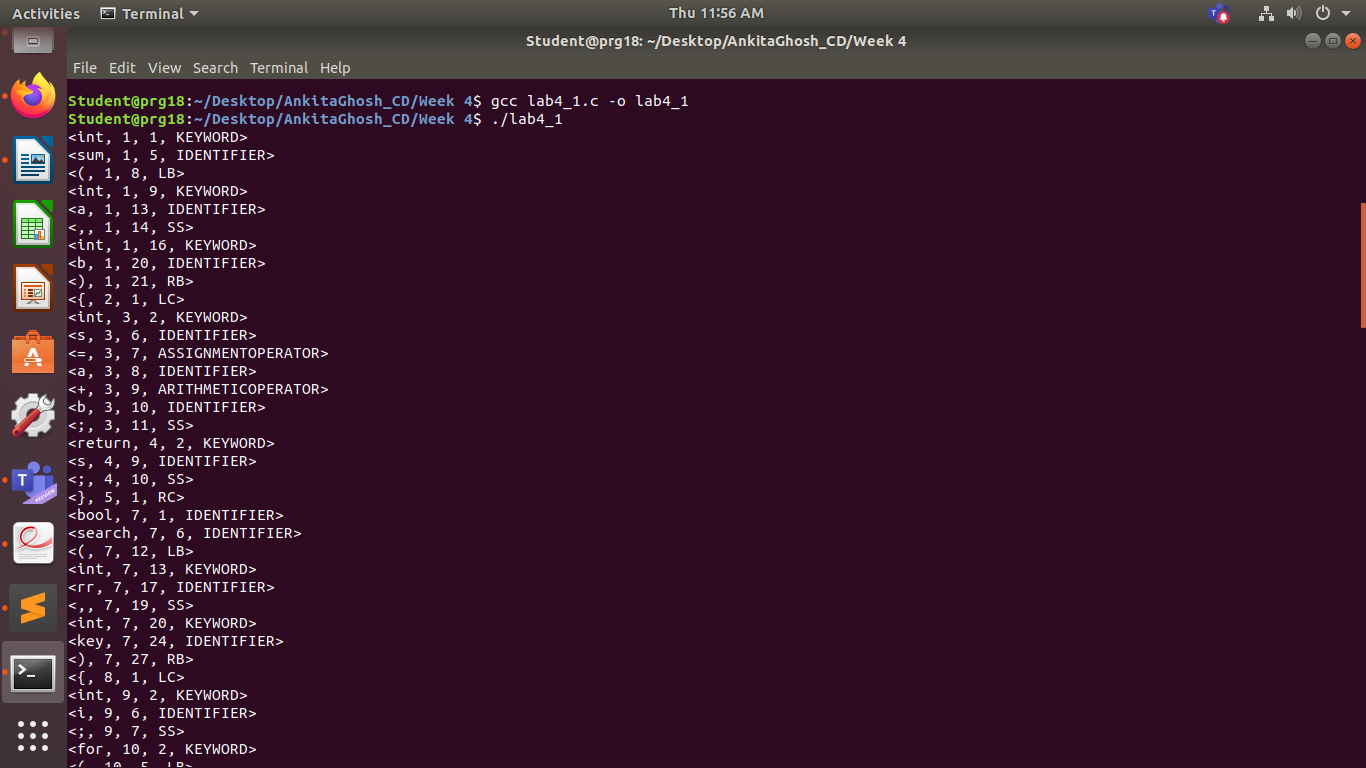 Activities Terminal Thu 11:56 AM
Student@prg18: ~/Desktop/AnkitaGhosh_CD/Week 4
File Edit View Search Terminal Help
Student@prg18:~/Desktop/AnkitaGhosh_CD/Week 4$ gcc lab4_1.c -o lab4_1
Student@prg18:~/Desktop/AnkitaGhosh_CD/Week 4$ ./lab4_1
<int, 1, 1, KEYWORD>
<sum, 1, 5, IDENTIFIER>
<(, 1, 8, LB>
<int, 1, 9, KEYWORD>
<a, 1, 13, IDENTIFIER>
<,, 1, 14, SS>
<int, 1, 16, KEYWORD>
<b, 1, 20, IDENTIFIER>
<), 1, 21, RB>
<{, 2, 1, LC>
<int, 3, 2, KEYWORD>
<s, 3, 6, IDENTIFIER>
<=, 3, 7, ASSIGNMENTOPERATOR>
<a, 3, 8, IDENTIFIER>
<+, 3, 9, ARITHMETICOPERATOR>
<b, 3, 10, IDENTIFIER>
<;, 3, 11, SS>
<return, 4, 2, KEYWORD>
<s, 4, 9, IDENTIFIER>
<;, 4, 10, SS>
<}, 5, 1, RC>
<bool, 7, 1, IDENTIFIER>
<search, 7, 6, IDENTIFIER>
<(, 7, 12, LB>
<int, 7, 13, KEYWORD>
<rr, 7, 17, IDENTIFIER>
<,, 7, 19, SS>
<int, 7, 20, KEYWORD>
<key, 7, 24, IDENTIFIER>
<), 7, 27, RB>
<{, 8, 1, LC>
<int, 9, 2, KEYWORD>
<i, 9, 6, IDENTIFIER>
<;, 9, 7, SS>
<for, 10, 2, KEYWORD>
<(, 10, 5, LB>